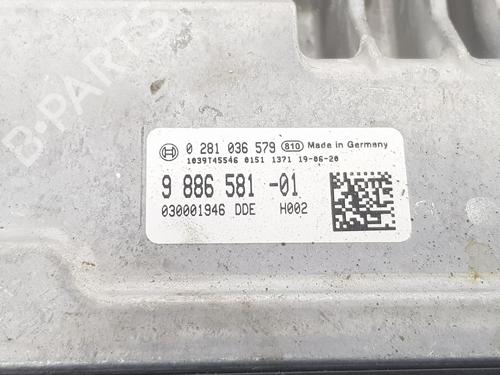 B-PARTS
0 281 036 579 810 Made in Germany
1039T45546 0151 1371 19-06-20
9 886 581 -01
030001946 DDE H002